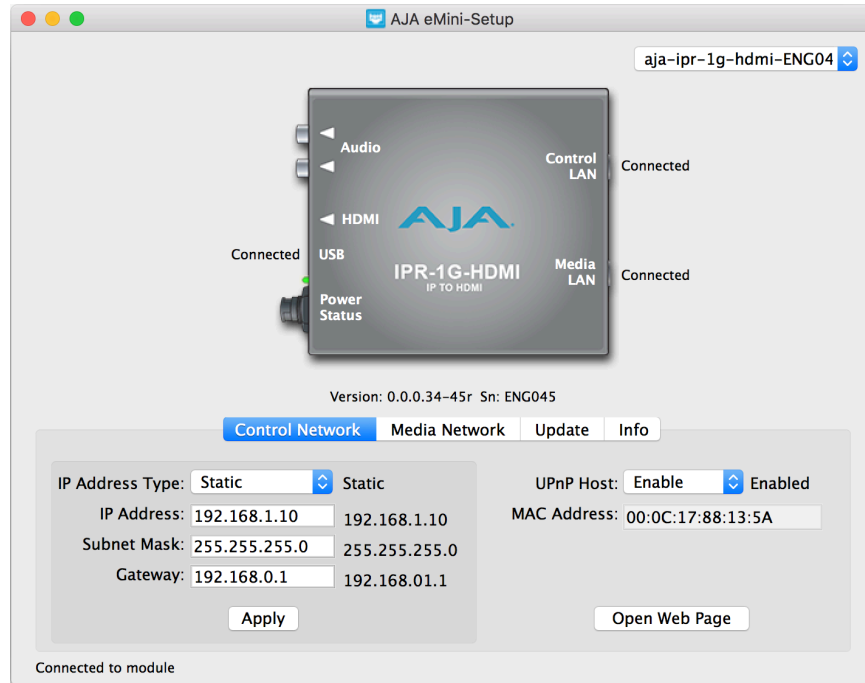 AJA eMini-Setup
aja-ipr-1g-hdmi-ENG04
Audio
Control
LAN
Connected
HDMI
AJA
Connected
USB
IPR-1G-HDMI
IP TO HDMI
Media
LAN
Connected
Power
Status
Version: 0.0.0.34-45r Sn: ENG045
Control Network Media Network Update Info
IP Address Type: Static Static
IP Address: 192.168.1.10 192.168.1.10
Subnet Mask: 255.255.255.0 255.255.255.0
Gateway: 192.168.0.1 192.168.01.1
Apply
UPnP Host: Enable Enabled
MAC Address: 00:0C:17:88:13:5A
Open Web Page
Connected to module